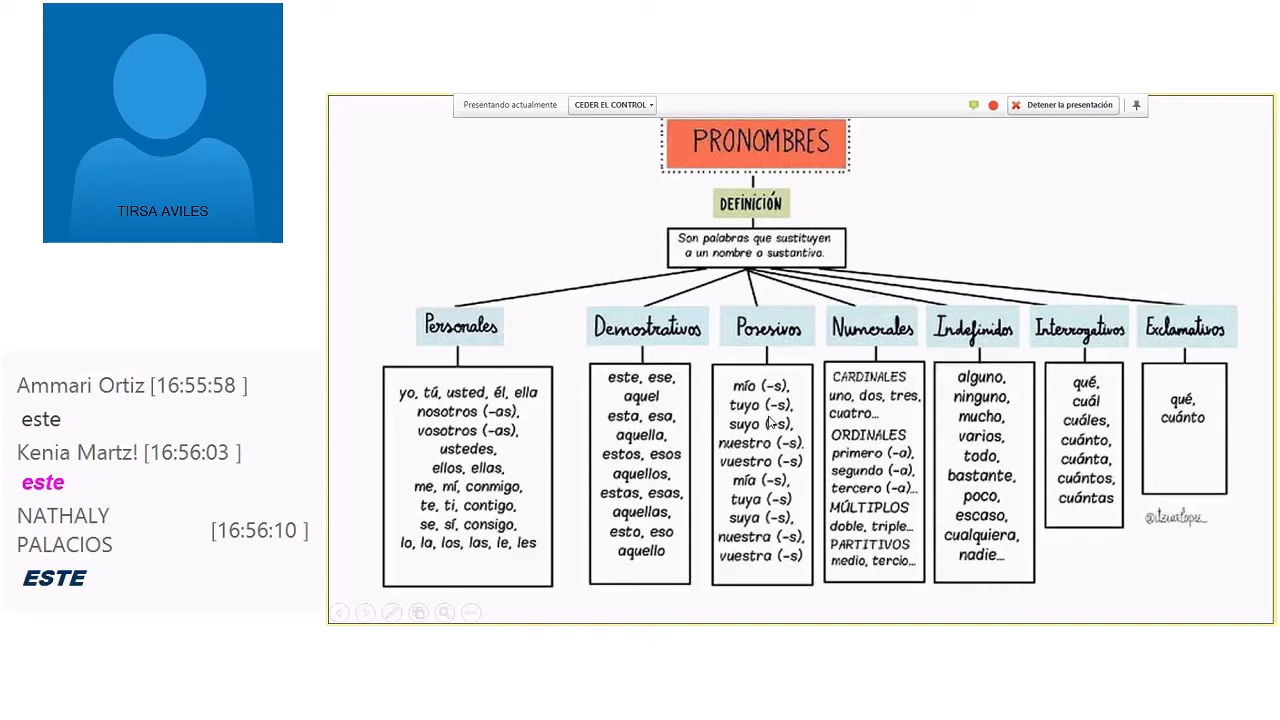 TIRSA AVILES
Ammari Ortiz [16:55:58 ]
este
Kenia Martz! [16:56:03 ]
este
NATHALY PALACIOS [16:56:10 ]
ESTE
Presentando actualmente
CEDER EL CONTROL
Detener la presentación
PRONOMBRES
DEFINICIÓN
Son palabras que sustituyen
a un nombre o sustantivo.
Personales
yo, tú, usted, él, ella
nosotros (-as),
vosotros (-as),
ustedes,
ellos, ellas,
me, mí, conmigo,
te, ti, contigo,
se, sí, consigo,
lo, la, los, las, le, les
Demostrativos
este, ese,
aquel
esta, esa,
aquella,
estos, esos
aquellos,
estas, esas,
aquellas,
esto, eso
aquello
Posesivos
mío (-s),
tuyo (-s),
suyo (-s),
nuestro (-s).
vuestro (-s)
mía (-s),
tuya (-s)
suya (-s),
nuestra (-s),
vuestra (-s)
Numerales
CARDINALES
uno, dos, tres,
cuatro...
ORDINALES
primero (-a),
segundo (-a),
tercero (-a)...
MÚLTIPLOS
doble, triple...
PARTITIVOS
medio, tercio...
Indefinidos
alguno,
ninguno,
mucho,
varios,
todo,
bastante,
poco,
escaso,
cualquiera,
nadie...
Interrogativos
qué,
cuál
cuáles,
cuánto,
cuánta,
cuántos,
cuántas
Exclamativos
qué,
cuánto